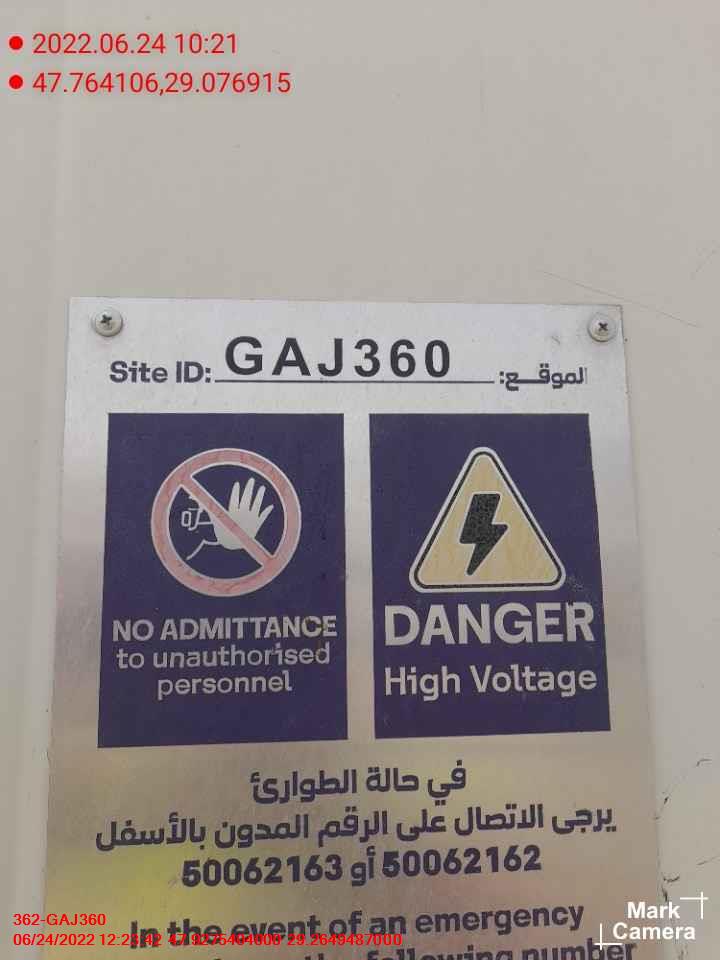 2022.06.24 10:21
47.764106,29.076915
Site ID: GAJ360 الموقع:
NO ADMITTANCE
to unauthorised
personnel
DANGER
High Voltage
في حالة الطوارئ
يرجى الاتصال على الرقم المدون بالأسفل
50062162 أو 50062163
In the event of an emergency
following number
362-GAJ360
06/24/2022 12:23:42 47.9275404000 29.2649487000
Mark
Camera